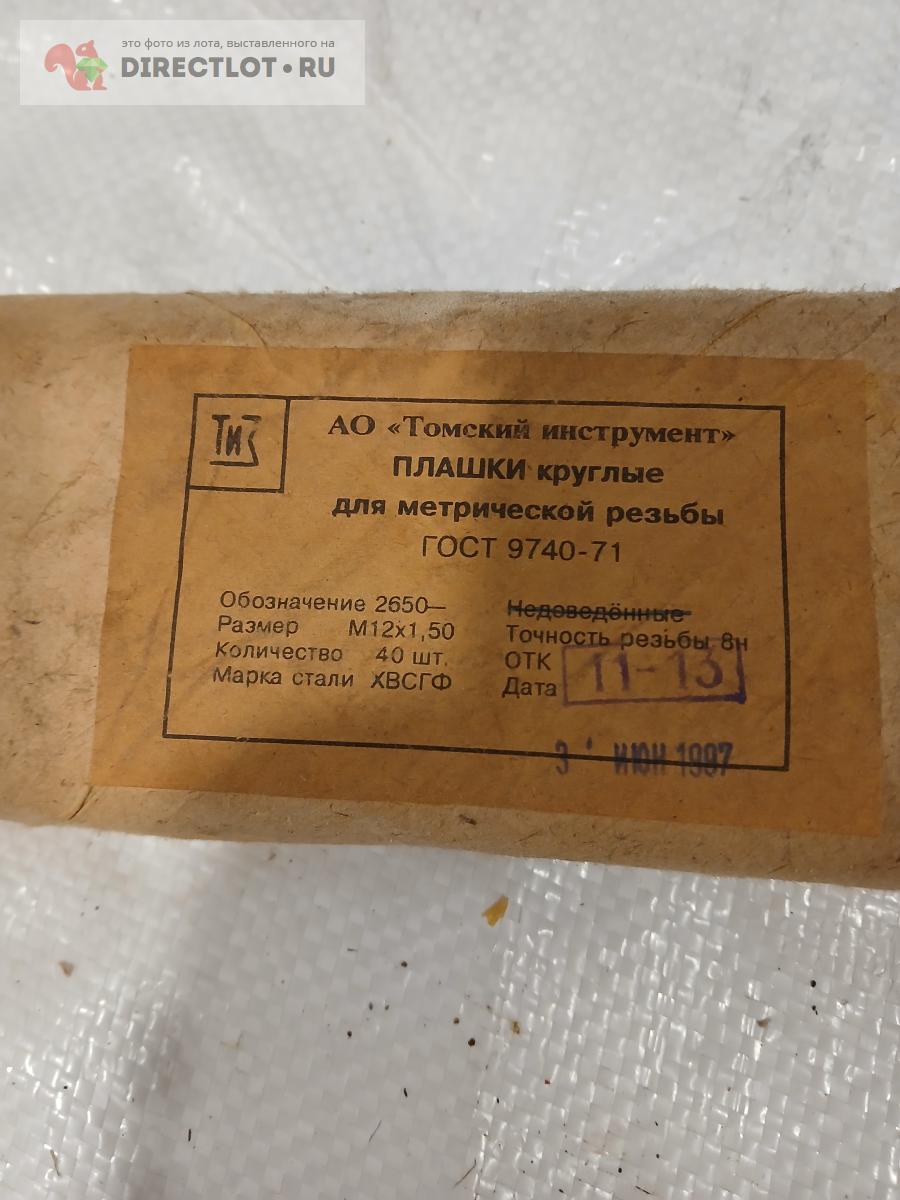 это фото из лота, выставленного на
DIRECTLOT•RU
ТиЗ
АО «Томский инструмент»
ПЛАШКИ круглые
для метрической резьбы
ГОСТ 9740-71
Обозначение 2650—
Размер М12х1,50
Количество 40 шт.
Марка стали ХВСГФ
Недоведённые
Точность резьбы 8н
ОТК 11-13
Дата
ИЮН 1997